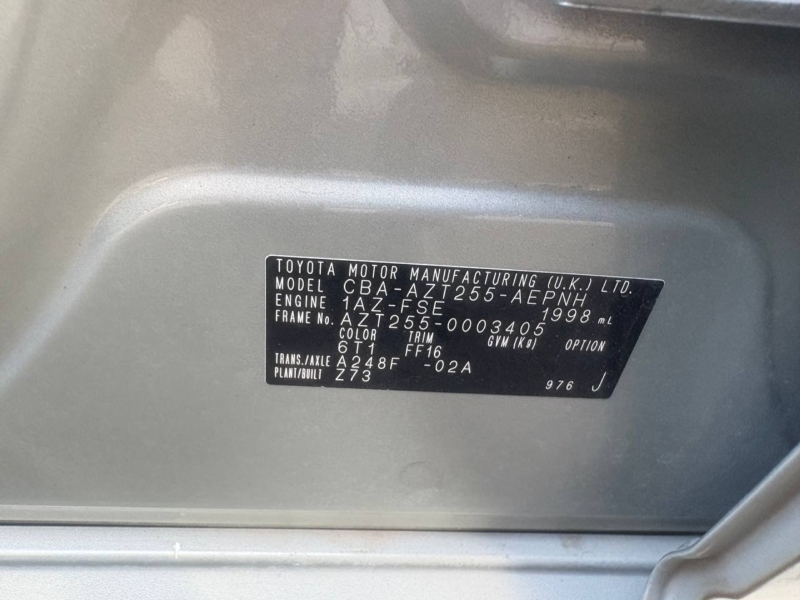 TOYOTA MOTOR MANUFACTURING (U.K.) LTD.
MODEL CBA-AZT255-AEPNH
ENGINE 1AZ-FSE 1998 mL
FRAME No. AZT255-0003405
COLOR TRIM GVM (Kg) OPTION
6T1 FF16
TRANS./AXLE A248F -02A
PLANT/BUILT Z73
976 J